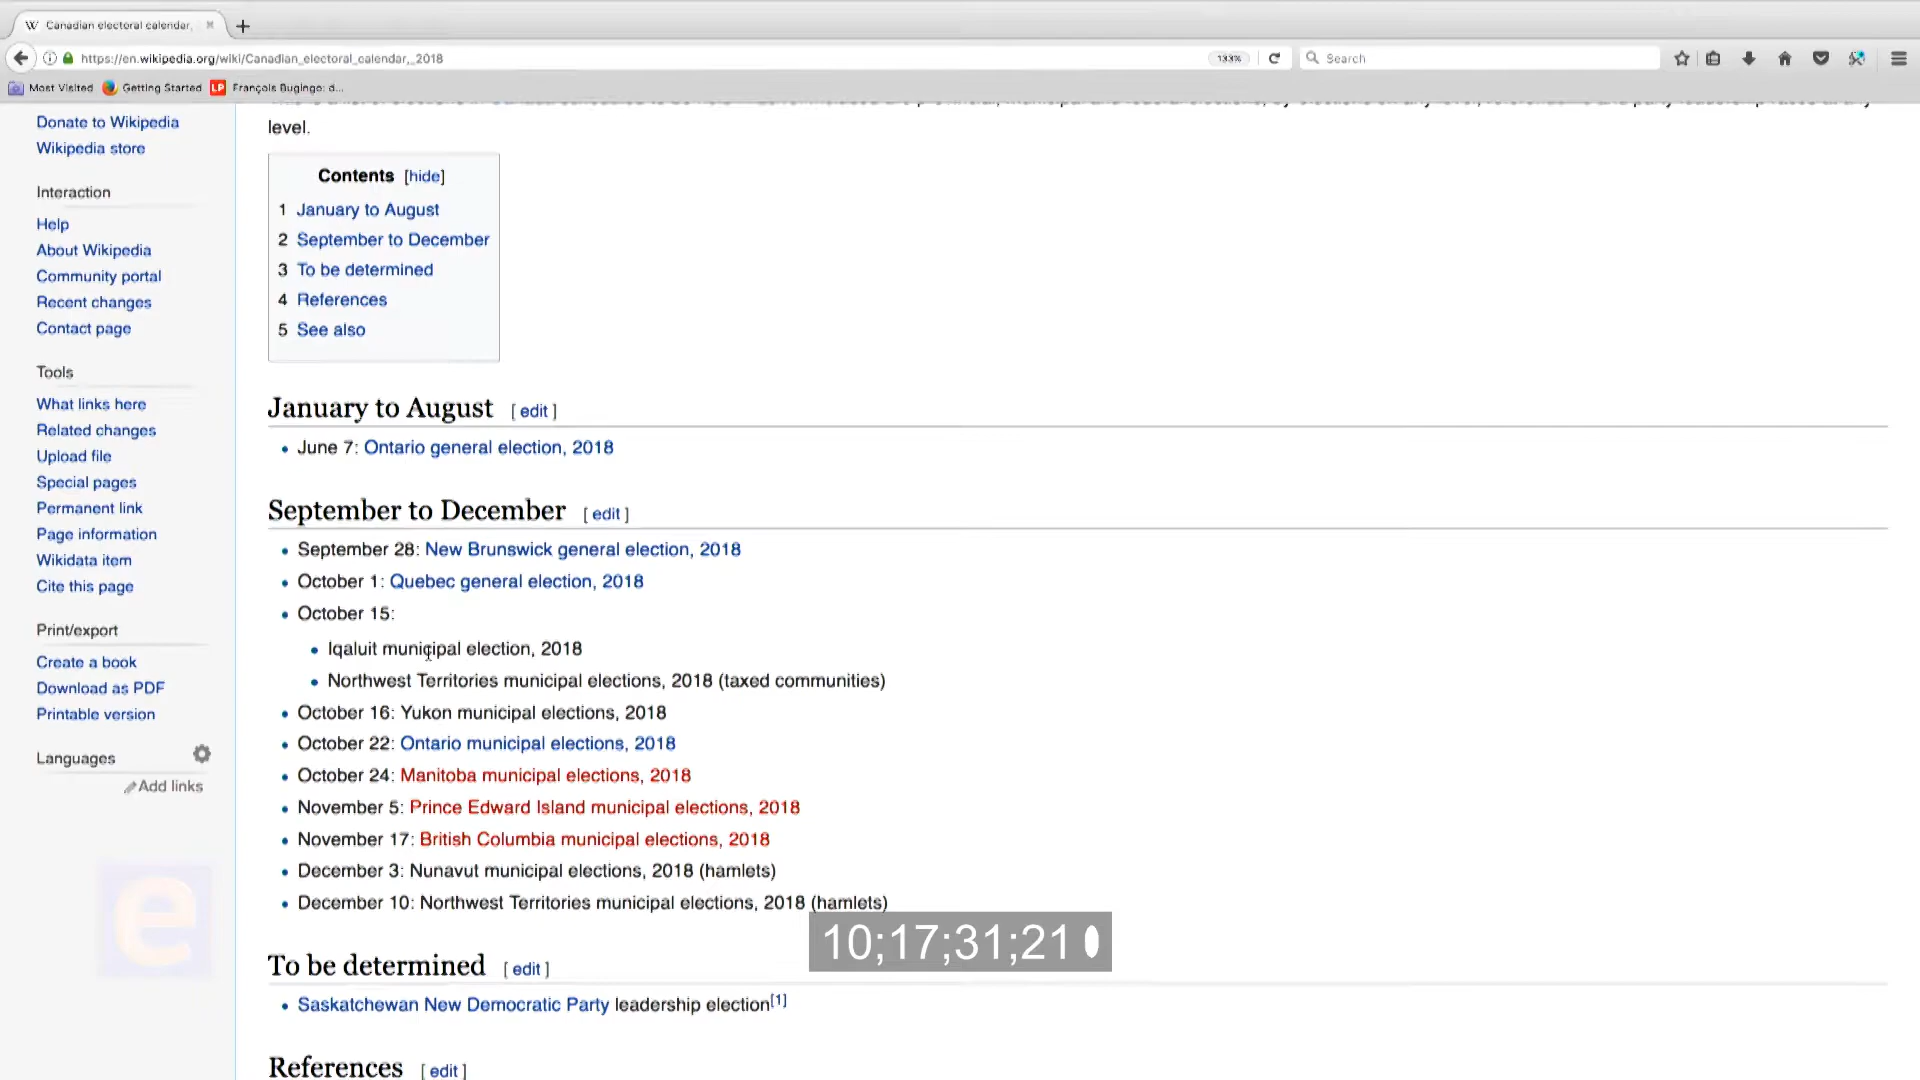 Canadian electoral calendar,
https://en.wikipedia.org/wiki/Canadian_electoral_calendar,_2018
133%
Search
Most Visited
Getting Started
LP
François Bugingo: d...
Donate to Wikipedia
Wikipedia store
Interaction
Help
About Wikipedia
Community portal
Recent changes
Contact page
Tools
What links here
Related changes
Upload file
Special pages
Permanent link
Page information
Wikidata item
Cite this page
Print/export
Create a book
Download as PDF
Printable version
Languages
Add links
e
level.
Contents [hide]
1 January to August
2 September to December
3 To be determined
4 References
5 See also
January to August [ edit ]
June 7: Ontario general election, 2018
September to December [ edit ]
September 28: New Brunswick general election, 2018
October 1: Quebec general election, 2018
October 15:
Iqaluit municipal election, 2018
Northwest Territories municipal elections, 2018 (taxed communities)
October 16: Yukon municipal elections, 2018
October 22: Ontario municipal elections, 2018
October 24: Manitoba municipal elections, 2018
November 5: Prince Edward Island municipal elections, 2018
November 17: British Columbia municipal elections, 2018
December 3: Nunavut municipal elections, 2018 (hamlets)
December 10: Northwest Territories municipal elections, 2018 (hamlets)
10;17;31;21
To be determined [ edit ]
Saskatchewan New Democratic Party leadership election[1]
References [ edit ]